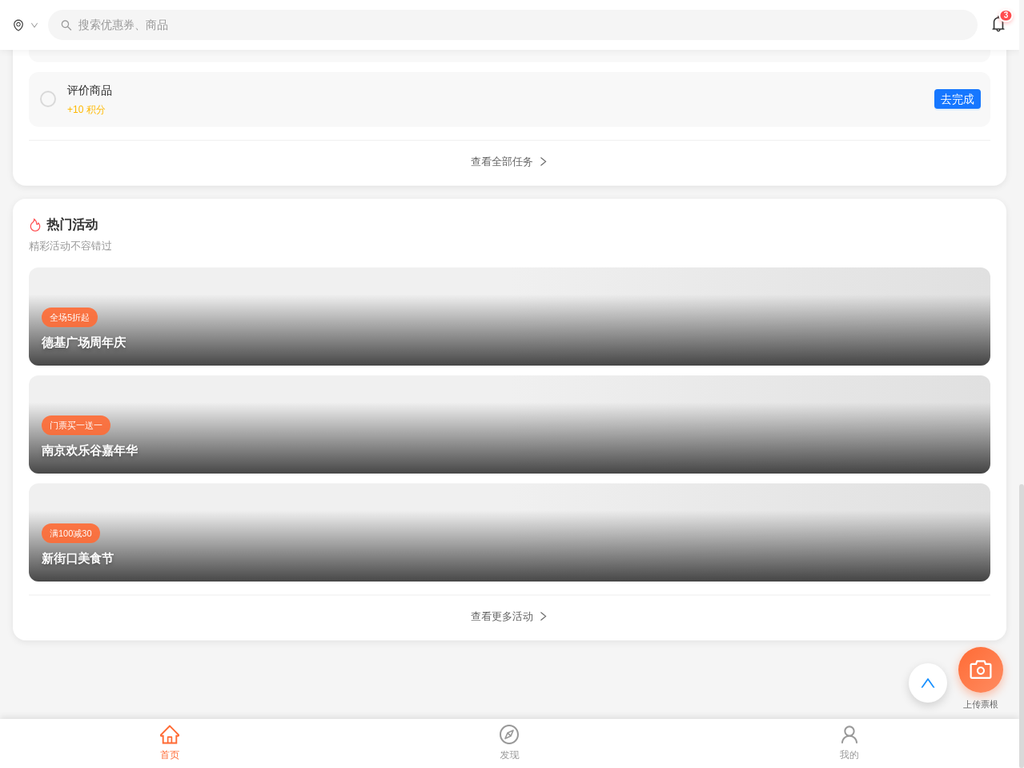 搜索优惠券、商品
3
评价商品
+10 积分
去完成
查看全部任务
热门活动
精彩活动不容错过
全场5折起
德基广场周年庆
门票买一送一
南京欢乐谷嘉年华
满100减30
新街口美食节
查看更多活动
上传票根
首页
发现
我的